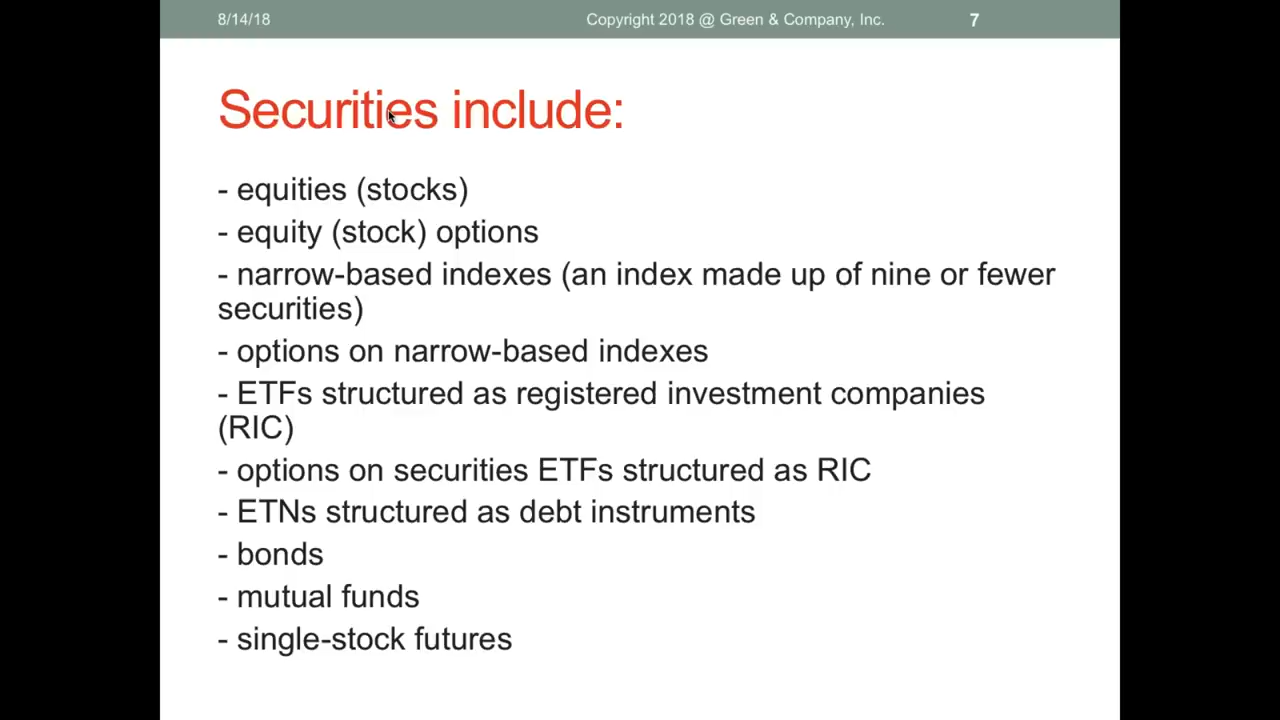 8/14/18 Copyright 2018 @ Green & Company, Inc. 7
Securities include:
- equities (stocks)
- equity (stock) options
- narrow-based indexes (an index made up of nine or fewer
securities)
- options on narrow-based indexes
- ETFs structured as registered investment companies
(RIC)
- options on securities ETFs structured as RIC
- ETNs structured as debt instruments
- bonds
- mutual funds
- single-stock futures